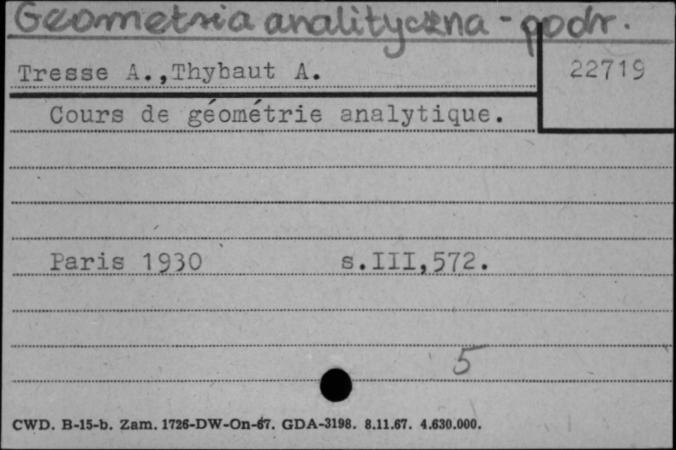 Geometria analityczna - podr.
Tresse A.,Thybaut A.
22719
Cours de géométrie analytique.
Paris 1930 s.III,572.
5
CWD. B-15-b. Zam. 1726-DW-On-67. GDA-3198. 8.11.67. 4.630.000.